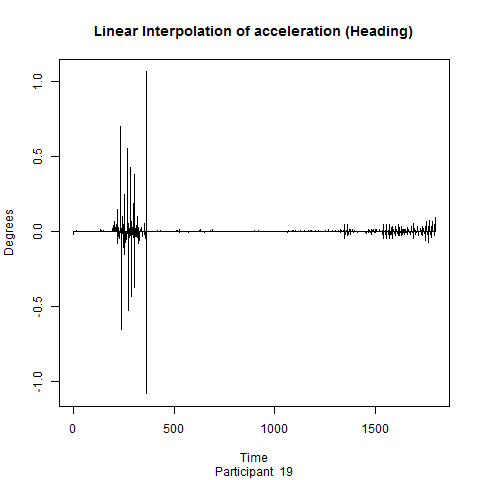 Linear Interpolation of acceleration (Heading)
1.0
0.5
0.0
-0.5
-1.0
Degrees
0 500 1000 1500
Time
Participant 19